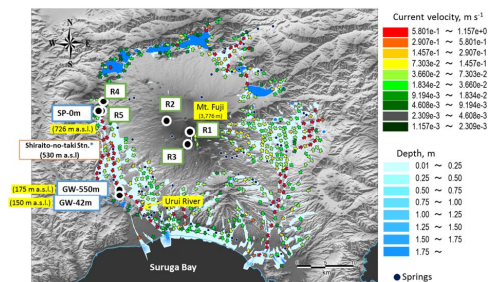 N
W
E
S
R4
SP-0m
R5
(726 m a.s.l.)
Shiraito-no-taki Stn.*
(530 m a.s.l)
R2
Mt. Fuji
(3,776 m)
R1
R3
(175 m a.s.l.)
GW-550m
(150 m a.s.l.)
GW-42m
Urui River
Suruga Bay
km
Current velocity, m s⁻¹
5.801e-1 ~ 1.157e+0
2.907e-1 ~ 5.801e-1
1.457e-1 ~ 2.907e-1
7.303e-2 ~ 1.457e-1
3.660e-2 ~ 7.303e-2
1.834e-2 ~ 3.660e-2
9.194e-3 ~ 1.834e-2
4.608e-3 ~ 9.194e-3
2.309e-3 ~ 4.608e-3
1.157e-3 ~ 2.309e-3
Depth, m
0.01 ~ 0.25
0.25 ~ 0.50
0.50 ~ 0.75
0.75 ~ 1.00
1.00 ~ 1.25
1.25 ~ 1.50
1.50 ~ 1.75
1.75 ~
Springs